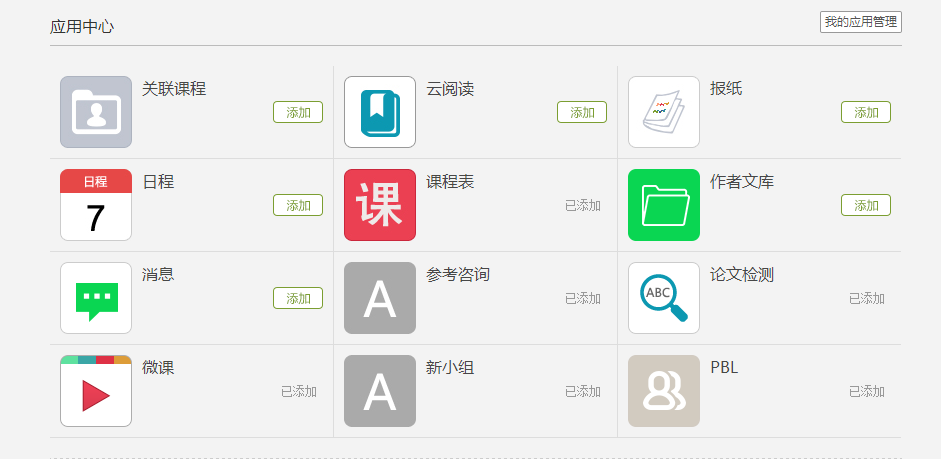 应用中心
我的应用管理
关联课程
添加
云阅读
添加
报纸
添加
日程
7
日程
添加
课
课程表
已添加
作者文库
添加
消息
添加
A
参考咨询
已添加
ABC
论文检测
已添加
微课
已添加
A
新小组
已添加
PBL
已添加